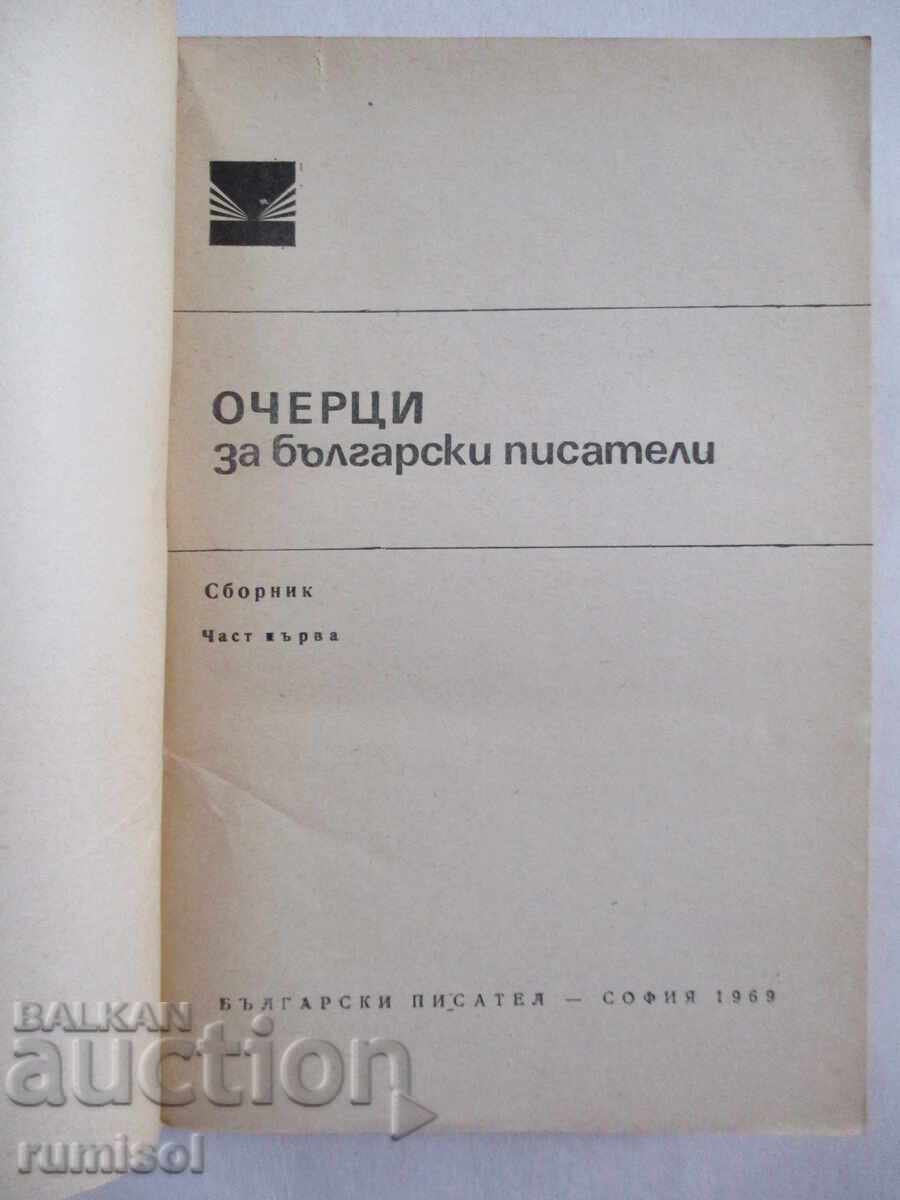 ОЧЕРЦИ
за български писатели
Сборник
Част първа
БЪЛГАРСКИ ПИСАТЕЛ — СОФИЯ 1969
BALKAN
auction
rumisol